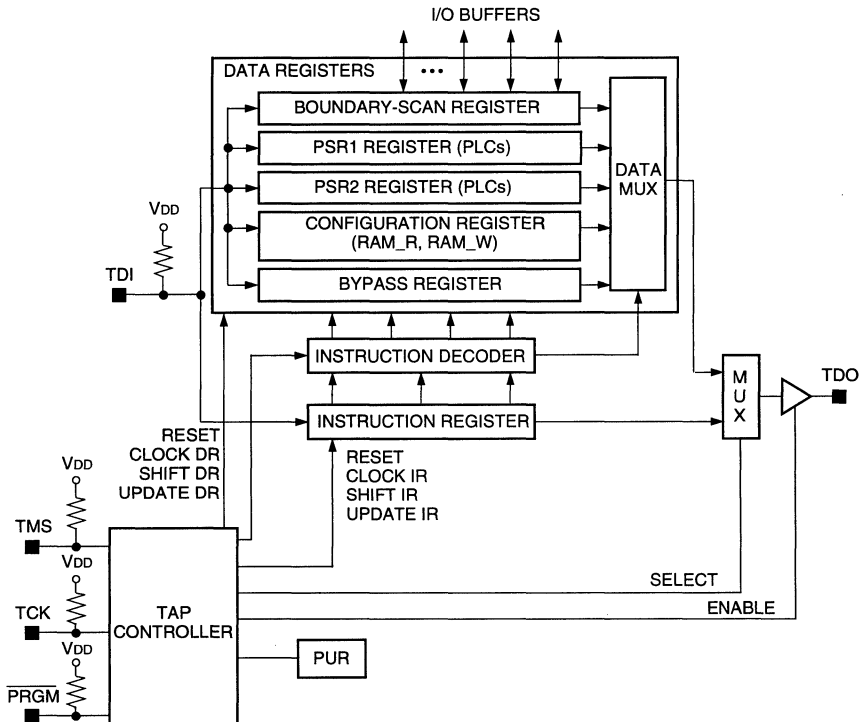 I/O BUFFERS
DATA REGISTERS
...
BOUNDARY-SCAN REGISTER
PSR1 REGISTER (PLCs)
PSR2 REGISTER (PLCs)
CONFIGURATION REGISTER
(RAM_R, RAM_W)
BYPASS REGISTER
DATA
MUX
VDD
TDI
INSTRUCTION DECODER
INSTRUCTION REGISTER
M
U
X
TDO
RESET
CLOCK DR
SHIFT DR
UPDATE DR
RESET
CLOCK IR
SHIFT IR
UPDATE IR
VDD
TMS
VDD
TCK
VDD
PRGM
TAP
CONTROLLER
SELECT
ENABLE
PUR